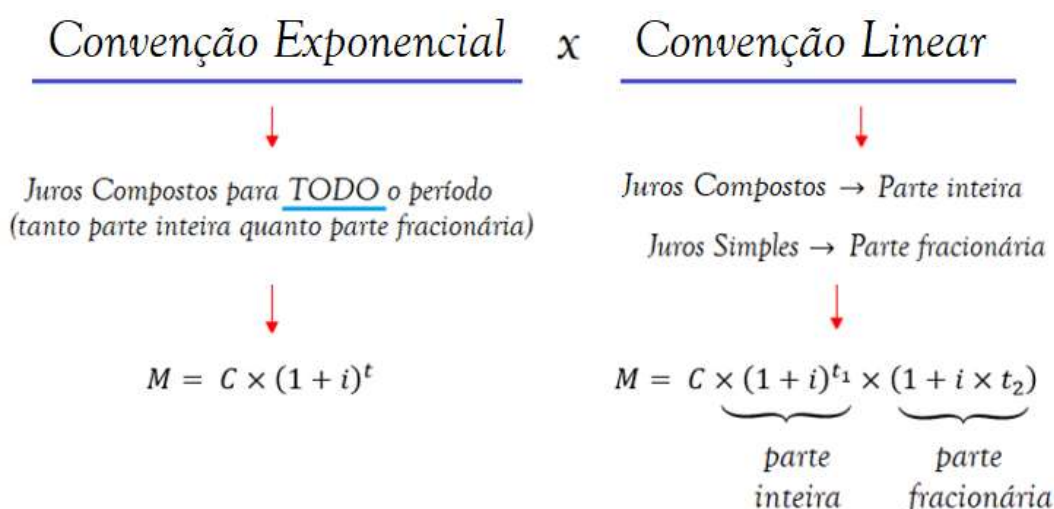 Convenção Exponencial x Convenção Linear
Juros Compostos para TODO o período
(tanto parte inteira quanto parte fracionária)
Juros Compostos → Parte inteira
Juros Simples → Parte fracionária
M = C × (1 + i)^t
M = C × (1 + i)^t₁ × (1 + i × t₂)
parte
inteira
parte
fracionária